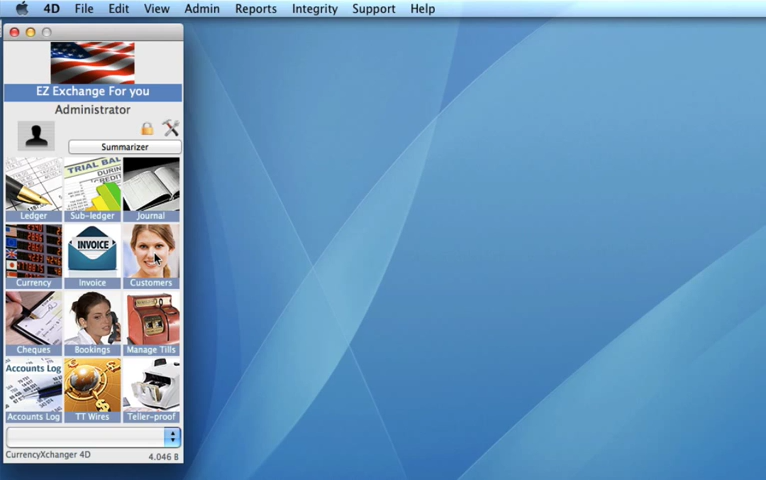 4D File Edit View Admin Reports Integrity Support Help
EZ Exchange For you
Administrator
Summarizer
TRIAL BAL
DURIN
CREDIT
Ledger Sub-ledger Journal
INVOICE
Currency Invoice Customers
Cheques Bookings Manage Tills
Accounts Log
Accounts Log TT Wires Teller-proof
CurrencyXchanger 4D 4.046 B